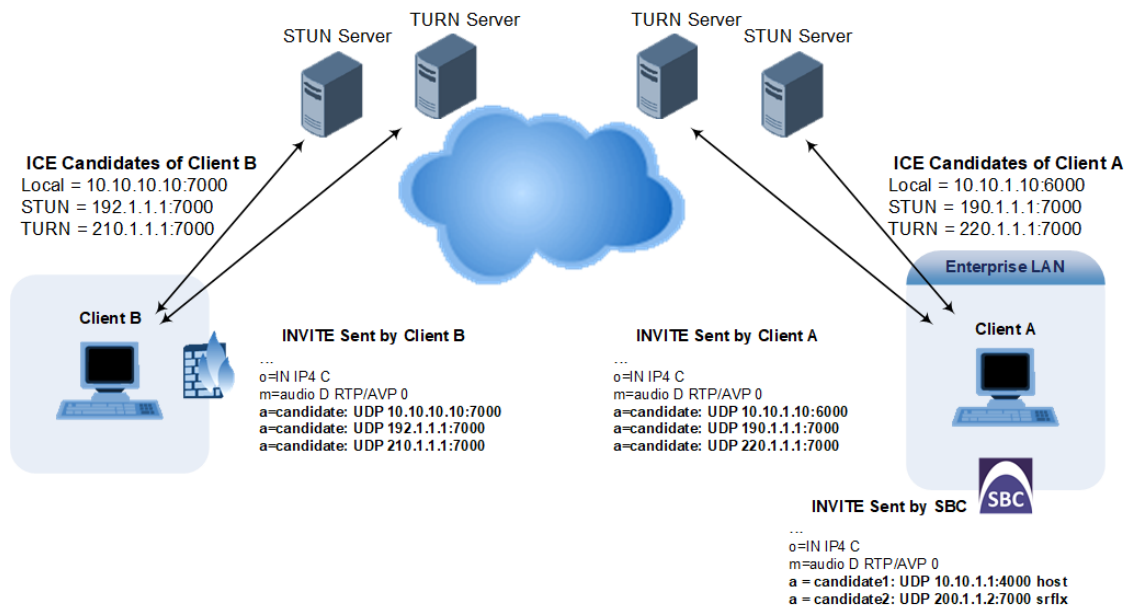 TURN Server
STUN Server
TURN Server
STUN Server
ICE Candidates of Client B
Local = 10.10.10.10:7000
STUN = 192.1.1.1:7000
TURN = 210.1.1.1:7000
ICE Candidates of Client A
Local = 10.10.1.10:6000
STUN = 190.1.1.1:7000
TURN = 220.1.1.1:7000
Enterprise LAN
Client B
Client A
INVITE Sent by Client B
...
o=IN IP4 C
m=audio D RTP/AVP 0
a=candidate: UDP 10.10.10.10:7000
a=candidate: UDP 192.1.1.1:7000
a=candidate: UDP 210.1.1.1:7000
INVITE Sent by Client A
...
o=IN IP4 C
m=audio D RTP/AVP 0
a=candidate: UDP 10.10.1.10:6000
a=candidate: UDP 190.1.1.1:7000
a=candidate: UDP 220.1.1.1:7000
SBC
INVITE Sent by SBC
...
o=IN IP4 C
m=audio D RTP/AVP 0
a = candidate1: UDP 10.10.1.1:4000 host
a = candidate2: UDP 200.1.1.2:7000 srflx